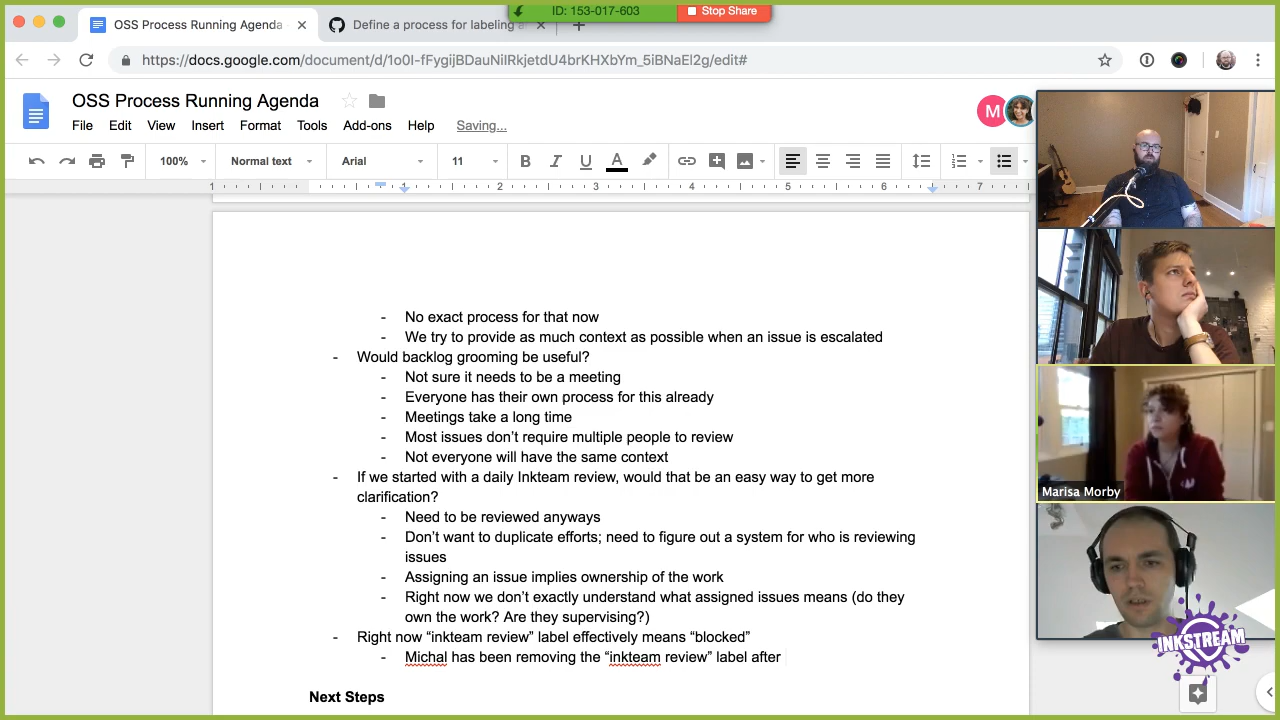 ID: 153-017-603
Stop Share
OSS Process Running Agenda
Define a process for labeling
https://docs.google.com/document/d/1o0I-fFygijBDauNiIRkjetdU4brKHXbYm_5iBNaEl2g/edit#
OSS Process Running Agenda
File Edit View Insert Format Tools Add-ons Help Saving...
M
100% Normal text Arial 11 B I U A
1 1 2 3 4 5 6 7
- No exact process for that now
- We try to provide as much context as possible when an issue is escalated
- Would backlog grooming be useful?
- Not sure it needs to be a meeting
- Everyone has their own process for this already
- Meetings take a long time
- Most issues don’t require multiple people to review
- Not everyone will have the same context
- If we started with a daily Inkteam review, would that be an easy way to get more
clarification?
- Need to be reviewed anyways
- Don’t want to duplicate efforts; need to figure out a system for who is reviewing
issues
- Assigning an issue implies ownership of the work
- Right now we don’t exactly understand what assigned issues means (do they
own the work? Are they supervising?)
- Right now “inkteam review” label effectively means “blocked”
- Michal has been removing the “inkteam review” label after
Next Steps
Marisa Morby
INKSTREAM